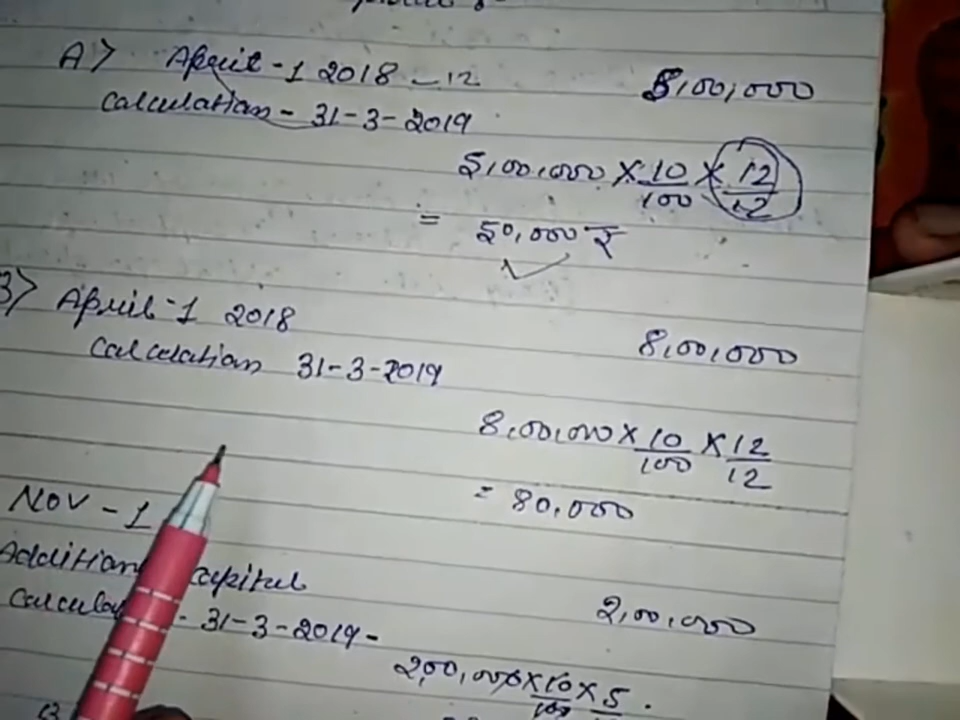 A> April - 1 2018 - 12 5,00,000
Calculation - 31-3-2019
5,00,000 × 10/100 × 12/12
= 50,000 ₹
B> April - 1 2018
8,00,000
Calculation 31-3-2019
8,00,000 × 10/100 × 12/12
= 80,000
Nov - 1
Addition Capital
2,00,000
31-3-2019 -
200,000 × 10/100 × 5